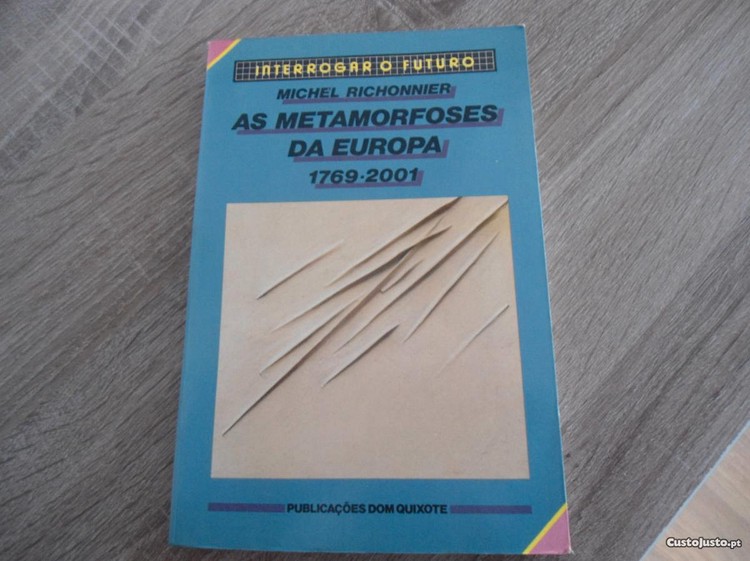 INTERROGAR O FUTURO
MICHEL RICHONNIER
AS METAMORFOSES
DA EUROPA
1769·2001
PUBLICAÇÕES DOM QUIXOTE
CustoJusto.pt